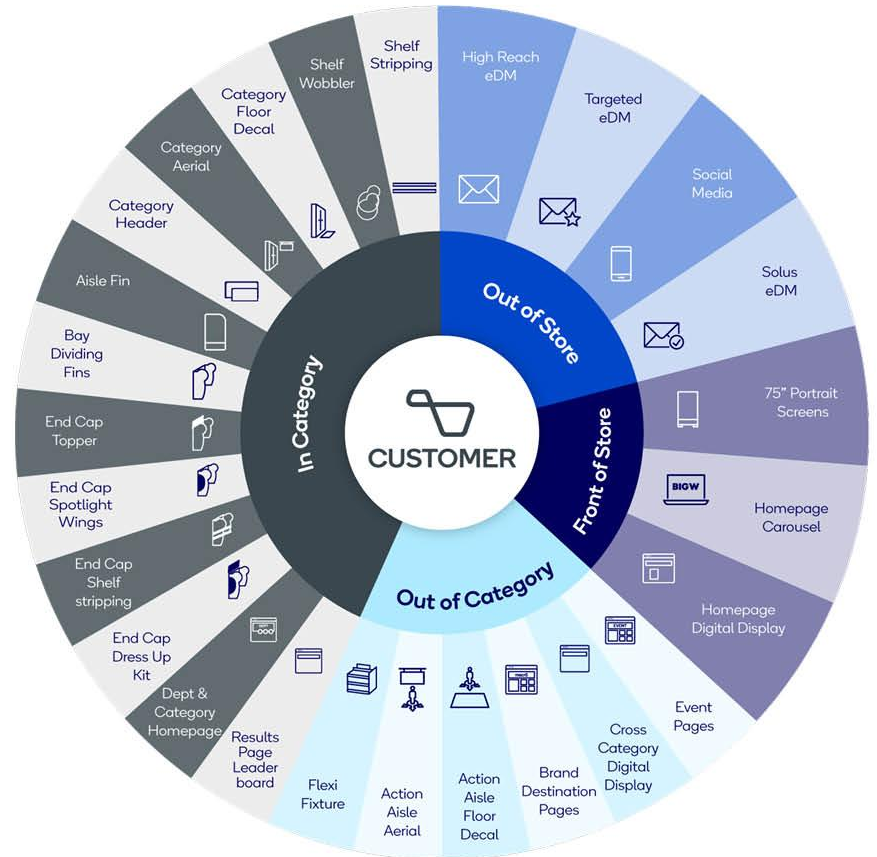 High Reach
eDM
Targeted
eDM
Social
Media
Solus
eDM
75” Portrait
Screens
BIGW
Homepage
Carousel
Homepage
Digital Display
EVENT
Event
Pages
Cross
Category
Digital
Display
Brand
Destination
Pages
Action
Aisle
Floor
Decal
Action
Aisle
Aerial
Flexi
Fixture
Results
Page
Leader
board
Dept &
Category
Homepage
End Cap
Dress Up
Kit
End Cap
Shelf
stripping
End Cap
Spotlight
Wings
End Cap
Topper
Bay
Dividing
Fins
Aisle Fin
Category
Header
Category
Aerial
Category
Floor
Decal
Shelf
Wobbler
Shelf
Stripping
Out of Store
Front of Store
Out of Category
In Category
CUSTOMER